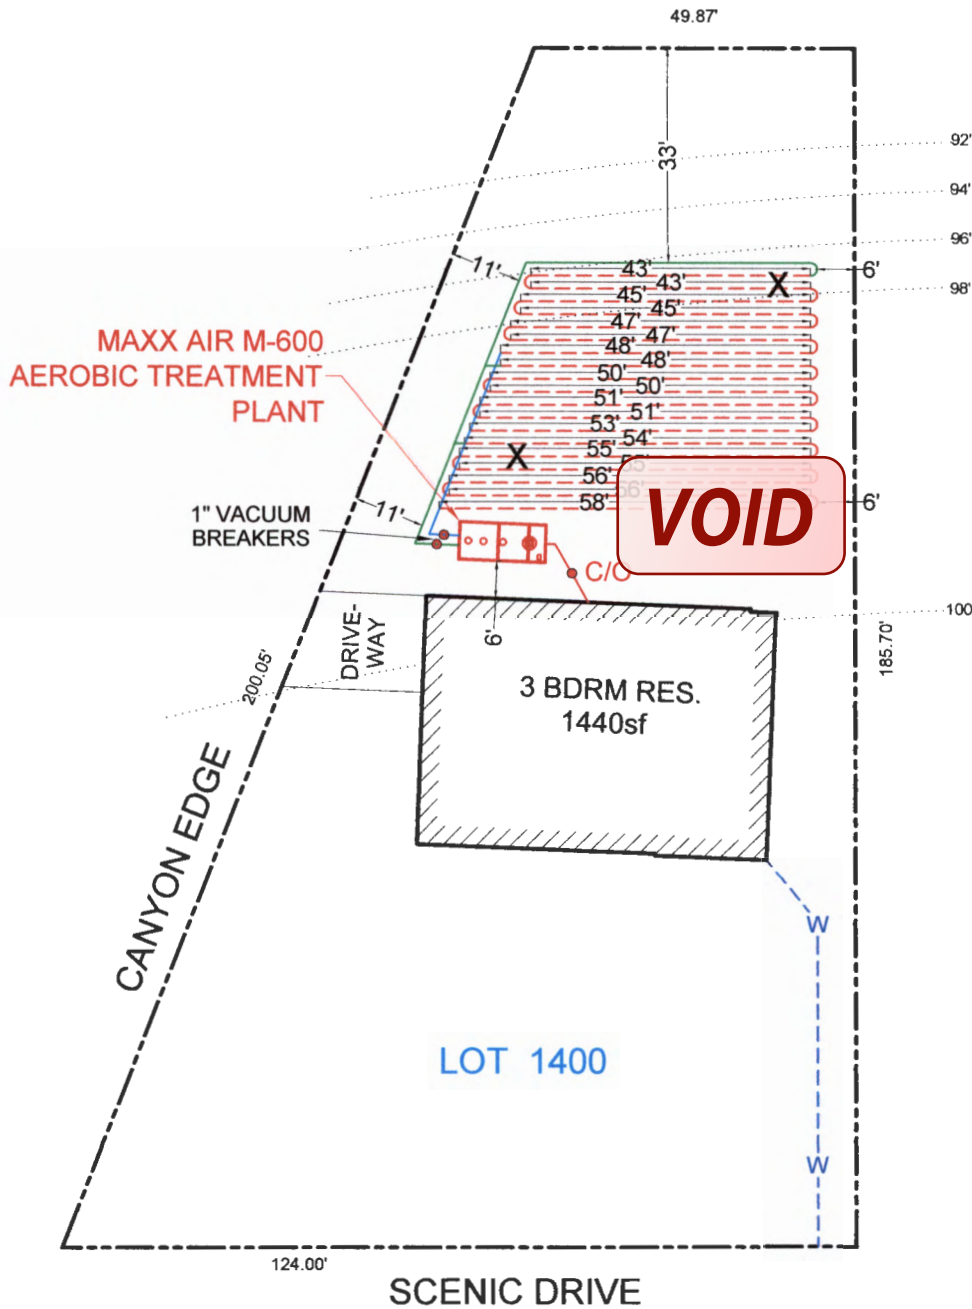 49.87'
33'
92'
94'
96'
98'
11'
43'
43'
45'
45'
47'
47'
48'
48'
50'
50'
51'
51'
53'
54'
55'
55'
56'
56'
58'
X
X
6'
6'
MAXX AIR M-600
AEROBIC TREATMENT
PLANT
11'
1" VACUUM
BREAKERS
VOID
C/O
6'
100
DRIVE-
WAY
200.05'
185.70'
3 BDRM RES.
1440sf
CANYON EDGE
W
LOT 1400
W
124.00'
SCENIC DRIVE